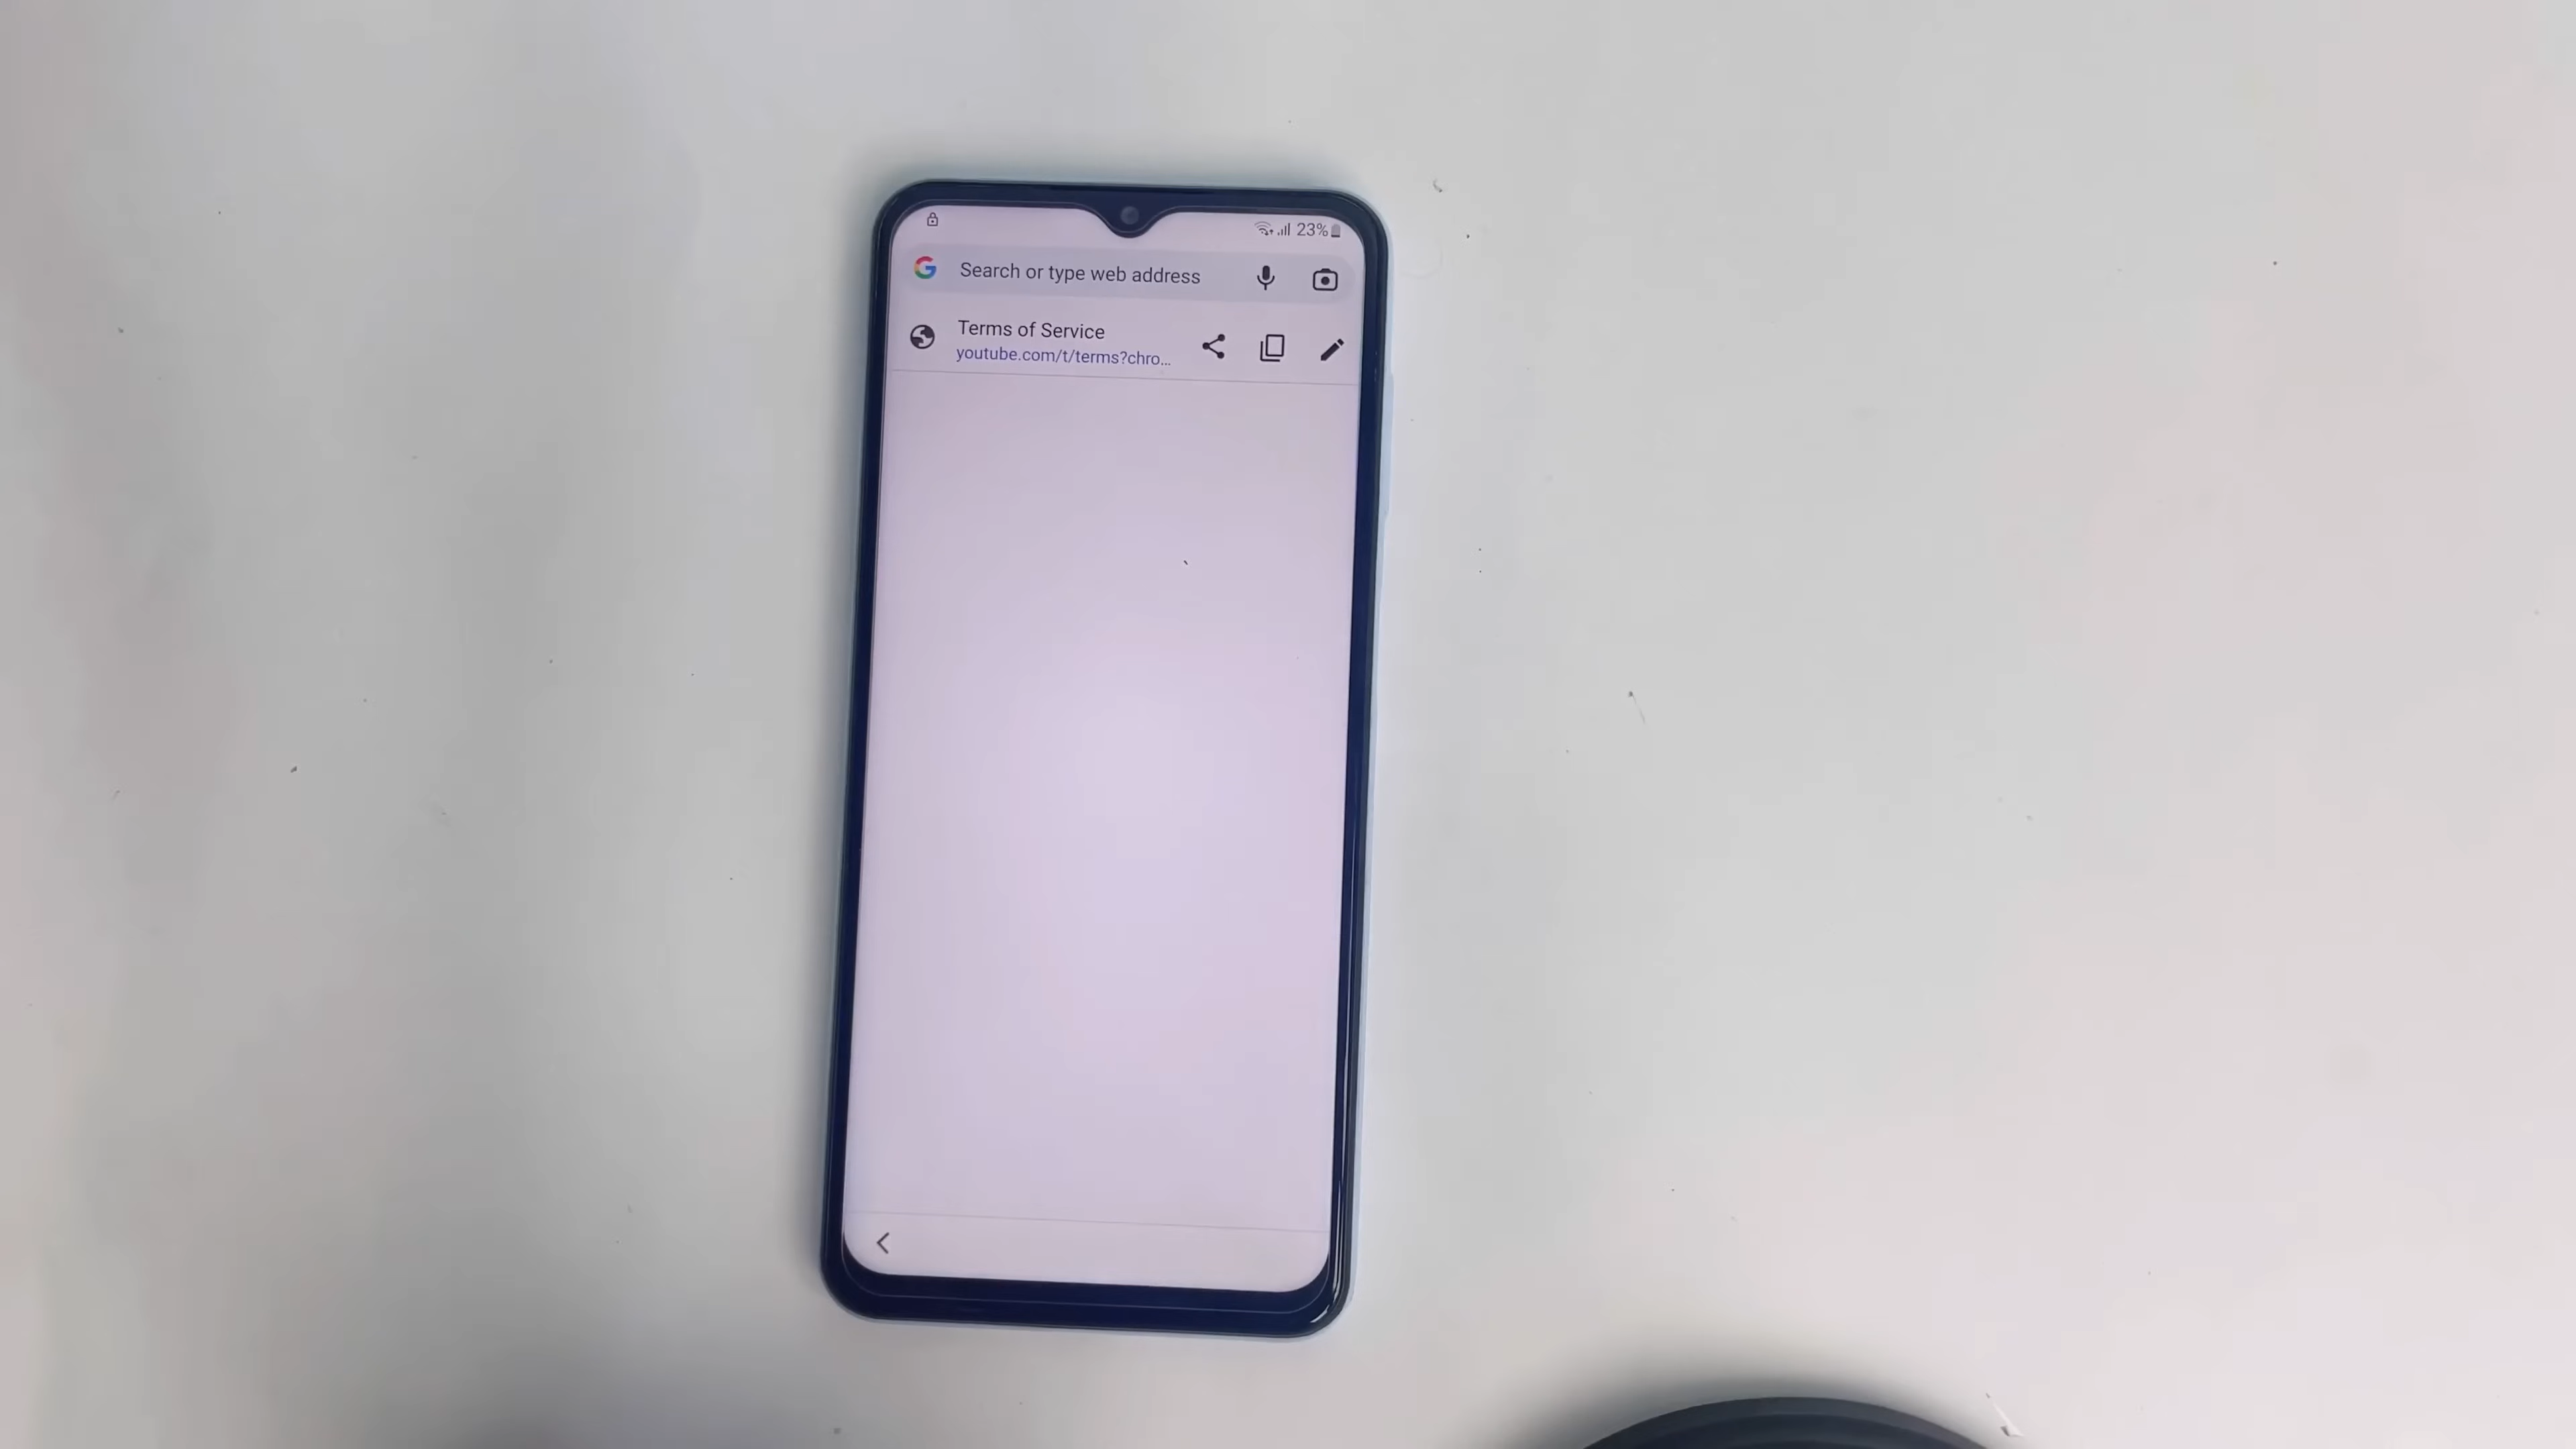 23%
Search or type web address
Terms of Service
youtube.com/t/terms?chro...